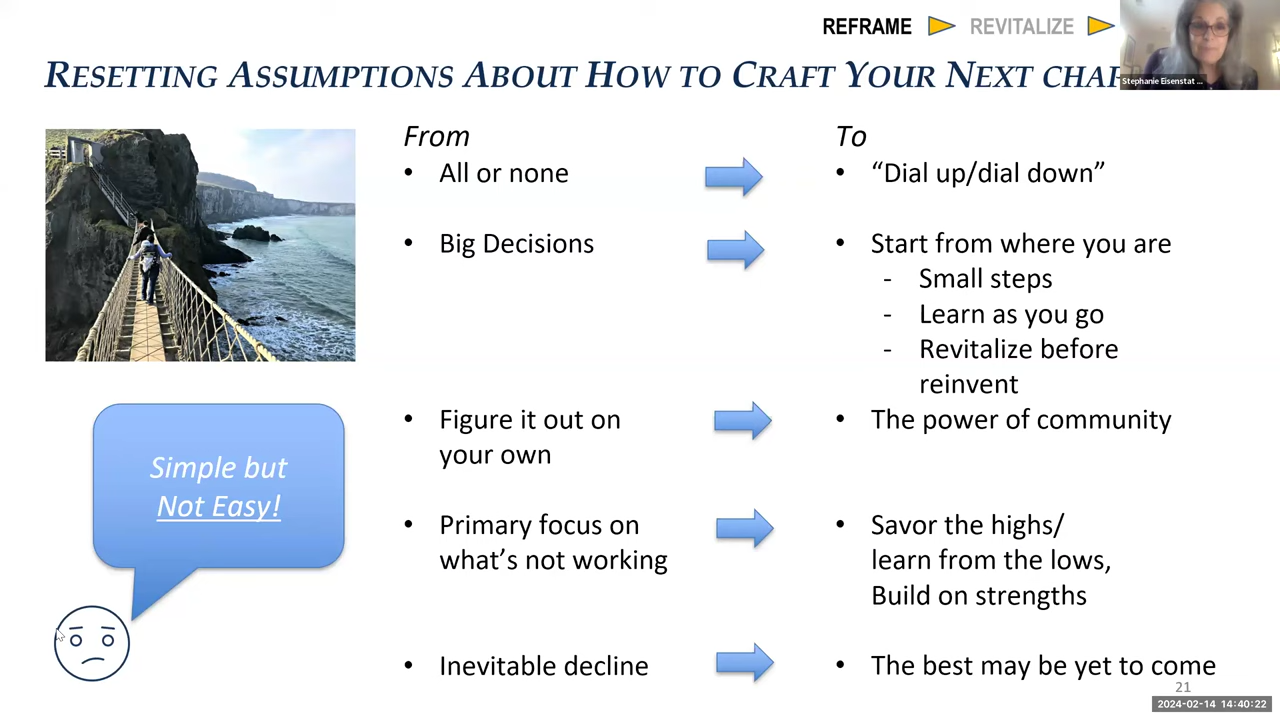 REFRAME REVITALIZE
Stephanie Eisenstat ...
RESETTING ASSUMPTIONS ABOUT HOW TO CRAFT YOUR NEXT
From
To
• All or none
• “Dial up/dial down”
• Big Decisions
• Start from where you are
- Small steps
- Learn as you go
- Revitalize before
reinvent
• Figure it out on
your own
• The power of community
Simple but
Not Easy!
• Primary focus on
what’s not working
• Savor the highs/
learn from the lows,
Build on strengths
• Inevitable decline
• The best may be yet to come
21
2024-02-14 14:40:22